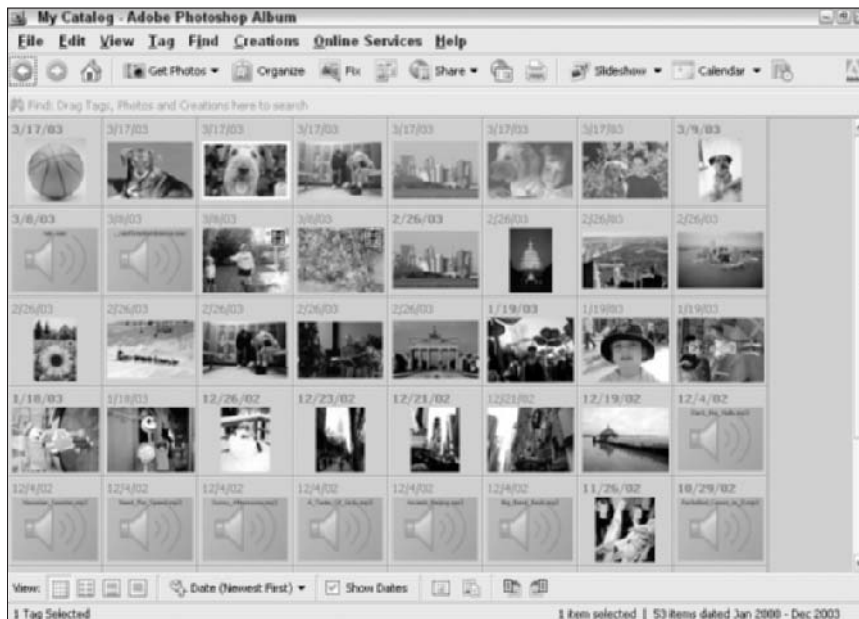 My Catalog - Adobe Photoshop Album
File Edit View Tag Find Creations Online Services Help
Get Photos Organize Fix Share Slideshow Calendar
Find: Drag Tags, Photos and Creations here to search
3/17/03 3/17/03 3/17/03 3/17/03 3/17/03 3/17/03 3/17/03 3/9/03
3/8/03 3/8/03 3/8/03 3/8/03 2/26/03 2/26/03 2/26/03 2/26/03
2/26/03 2/26/03 2/26/03 2/26/03 2/26/03 1/19/03 1/19/03 1/19/03
1/18/03 1/18/03 12/26/02 12/23/02 12/21/02 12/21/02 12/19/02 12/4/02
12/4/02 12/4/02 12/4/02 12/4/02 12/4/02 12/4/02 11/26/02 10/29/02
View: Date (Newest First) Show Dates
1 Tag Selected 1 item selected | 53 items dated Jan 2000 - Dec 2003